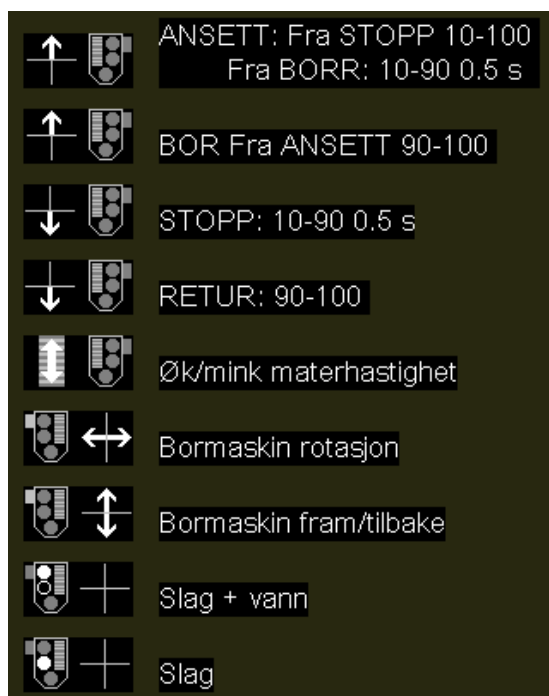 ANSETT: Fra STOPP 10-100
Fra BORR: 10-90 0.5 s
BOR Fra ANSETT 90-100
STOPP: 10-90 0.5 s
RETUR: 90-100
Øk/mink materhastighet
Bormaskin rotasjon
Bormaskin fram/tilbake
Slag + vann
Slag